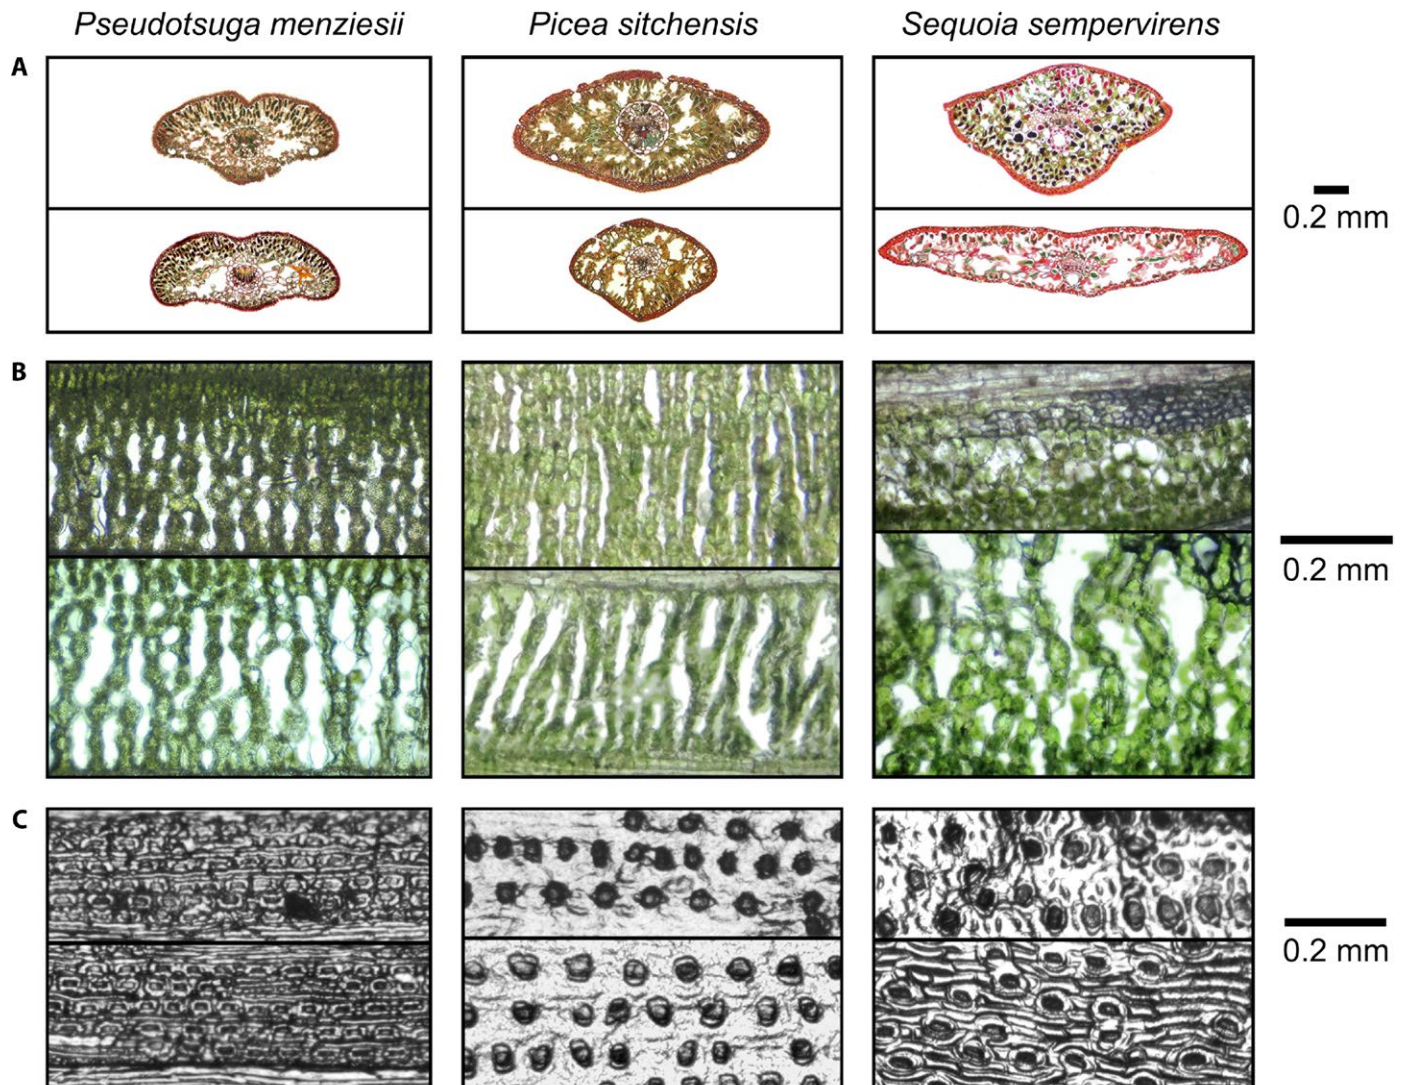 Pseudotsuga menziesii
Picea sitchensis
Sequoia sempervirens
A
0.2 mm
B
0.2 mm
C
0.2 mm